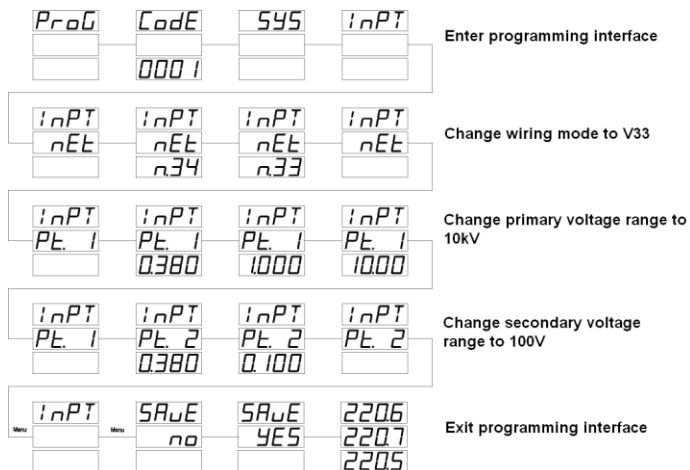 ProG CodE SYS InPT
Enter programming interface
0001
InPT InPT InPT InPT
nEt nEt nEt nEt
Change wiring mode to V33
n.34 n.33
InPT InPT InPT InPT
Change primary voltage range to
Pt. 1 Pt. 1 Pt. 1 Pt. 1
10kV
0.380 1.000 10.00
InPT InPT InPT InPT
Change secondary voltage
Pt. 1 Pt. 2 Pt. 2 Pt. 2
range to 100V
0.380 0.100
InPT SAvE SAvE 220.6
Menu Menu no YES 220.7
Exit programming interface
220.5